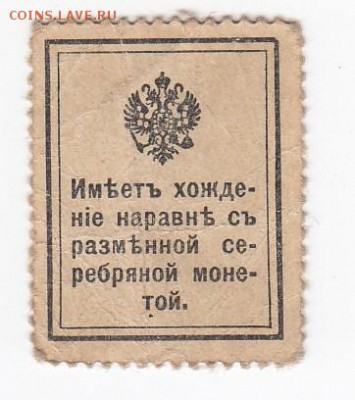 COINS.LAVE.RU
Имѣетъ хожде-
ніе наравнѣ съ
размѣнной се-
ребряной моне-
той.